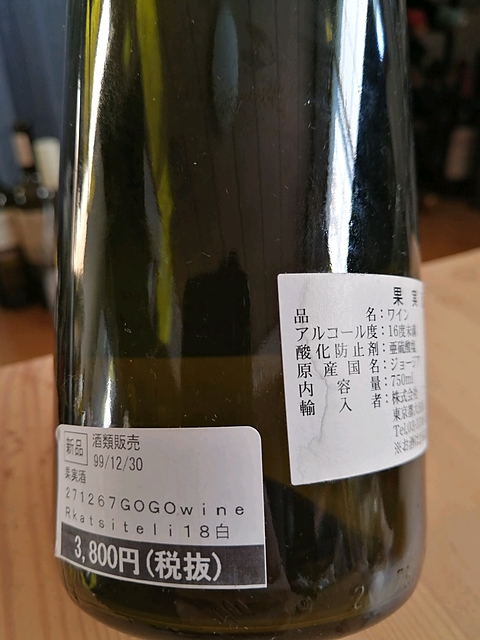 果実
品名:ワイン
アルコール度:16度未満
酸化防止剤:亜硫酸塩
原産国名:ジョージ
内容量:750ml
輸入者:株式会社
東京都大
Tel:03
※お酒は
新品 酒類販売
99/12/30
果実酒
271267GOGOwine
Rkatsiteli18白
3,800円(税抜)